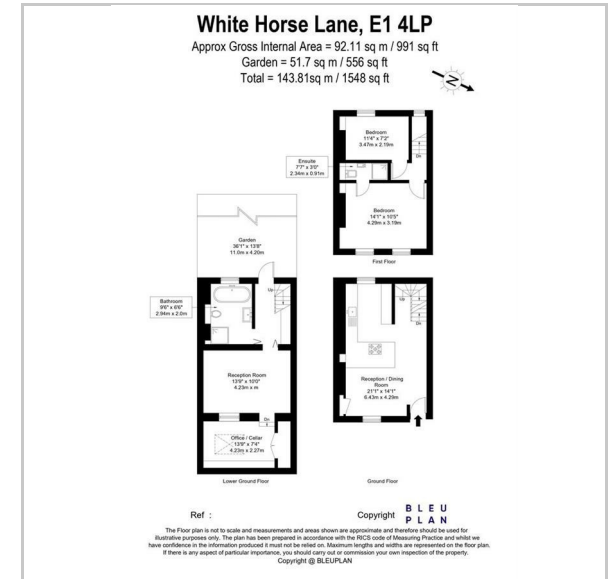 White Horse Lane, E1 4LP
Approx Gross Internal Area = 92.11 sq m / 991 sq ft
Garden = 51.7 sq m / 556 sq ft
Total = 143.81sq m / 1548 sq ft
N
Bedroom
11'4" x 7'2"
3.47m x 2.19m
Dn
Ensuite
7'7" x 3'0"
2.34m x 0.91m
Bedroom
14'1" x 10'5"
4.29m x 3.19m
First Floor
Garden
36'1" x 13'8"
11.0m x 4.20m
Up
Bathroom
9'6" x 6'6"
2.94m x 2.0m
Reception Room
13'9" x 10'0"
4.23m x m
Dn
Office / Cellar
13'9" x 7'4"
4.23m x 2.27m
Lower Ground Floor
Up
Dn
Reception / Dining
Room
21'1" x 14'1"
6.43m x 4.29m
Ground Floor
Ref :
Copyright
BLEU
PLAN
The Floor plan is not to scale and measurements and areas shown are approximate and therefore should be used for
illustrative purposes only. The plan has been prepared in accordance with the RICS code of Measuring Practice and whilst we
have confidence in the information produced it must not be relied on. Maximum lengths and widths are represented on the floor plan.
If there is any aspect of particular importance, you should carry out or commission your own inspection of the property.
Copyright @ BLEUPLAN